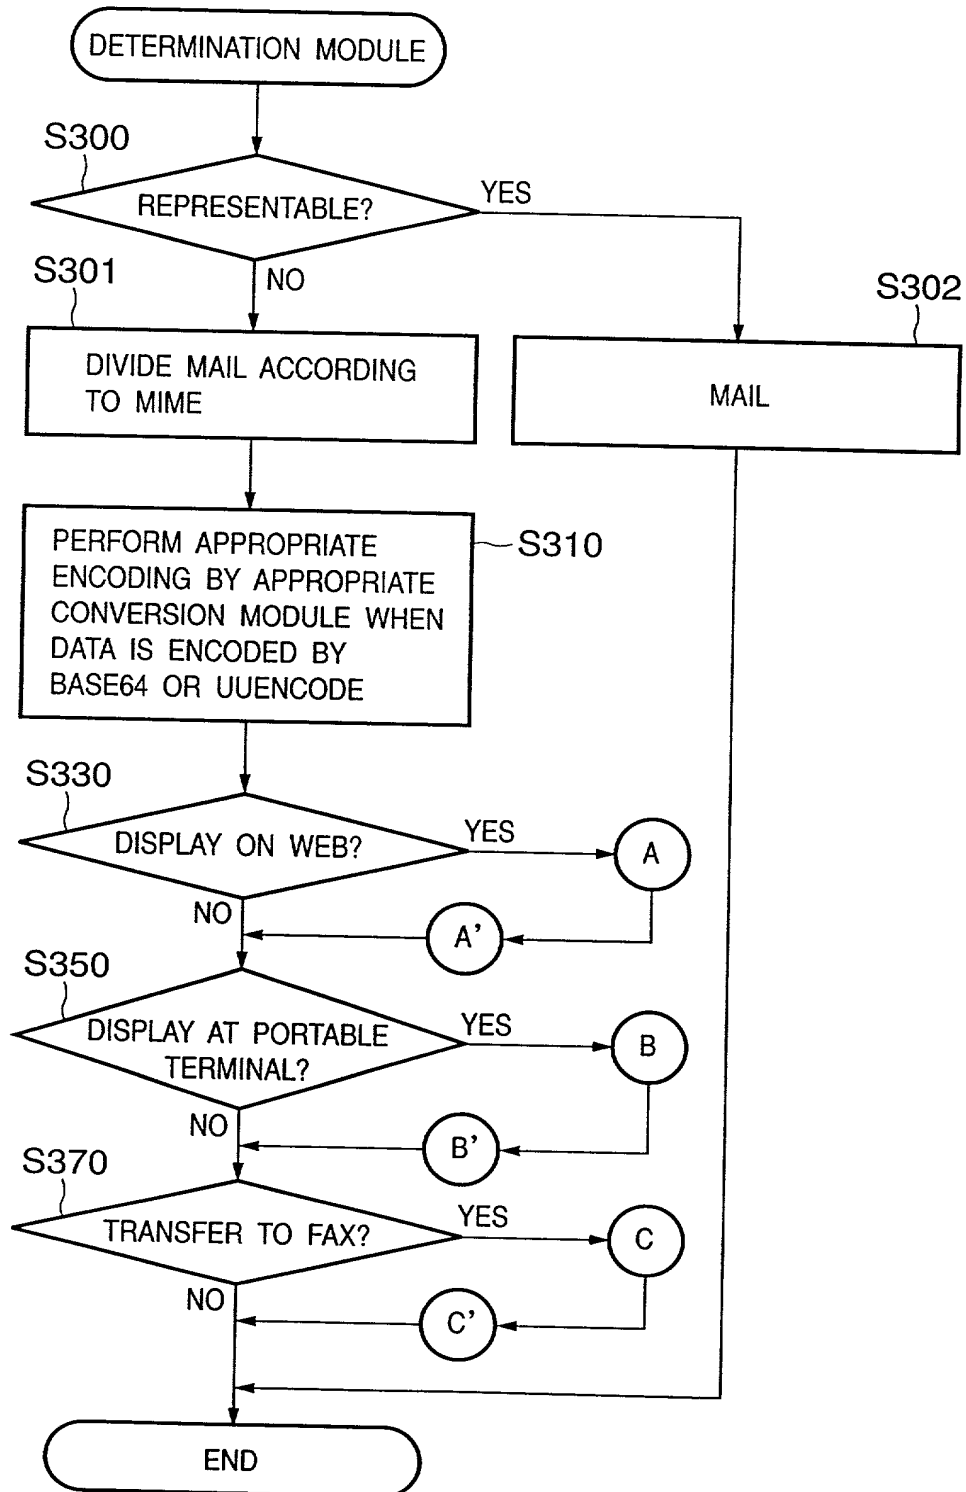 DETERMINATION MODULE
S300
REPRESENTABLE?
YES
NO
S301
DIVIDE MAIL ACCORDING
TO MIME
S302
MAIL
PERFORM APPROPRIATE
ENCODING BY APPROPRIATE
CONVERSION MODULE WHEN
DATA IS ENCODED BY
BASE64 OR UUENCODE
S310
S330
DISPLAY ON WEB?
YES
A
NO
A'
S350
DISPLAY AT PORTABLE
TERMINAL?
YES
B
NO
B'
S370
TRANSFER TO FAX?
YES
C
NO
C'
END